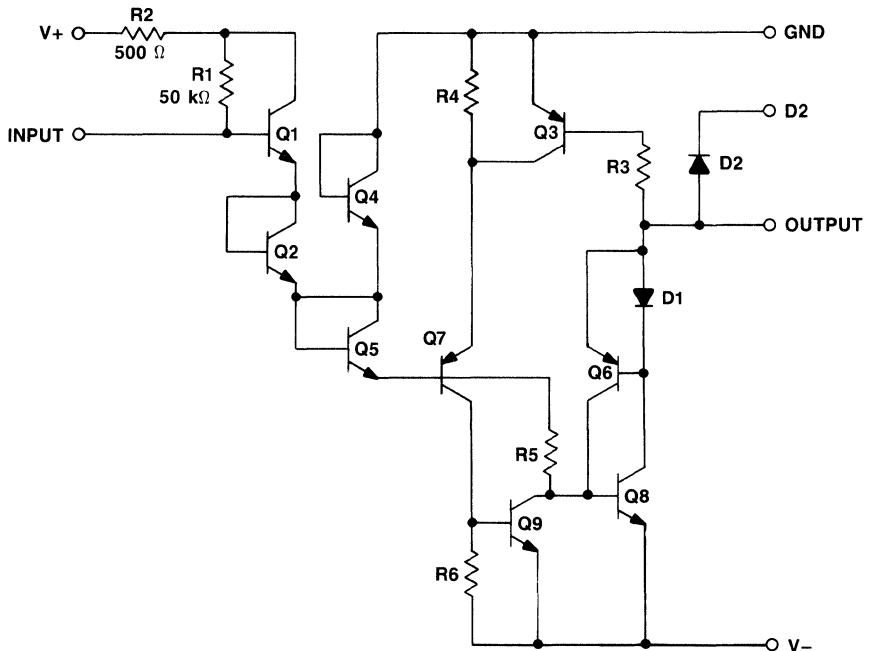 R2
V+
GND
500 Ω
R1
50 kΩ
R4
D2
INPUT
Q1
Q3
R3
D2
Q4
OUTPUT
Q2
D1
Q7
Q5
Q6
R5
Q8
Q9
R6
V–